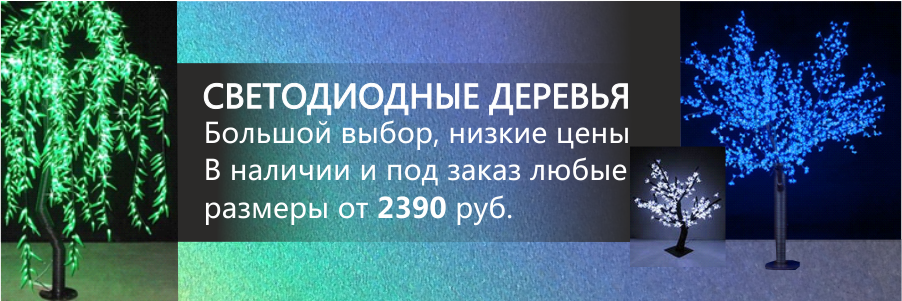 СВЕТОДИОДНЫЕ ДЕРЕВЬЯ
Большой выбор, низкие цены
В наличии и под заказ любые
размеры от 2390 руб.